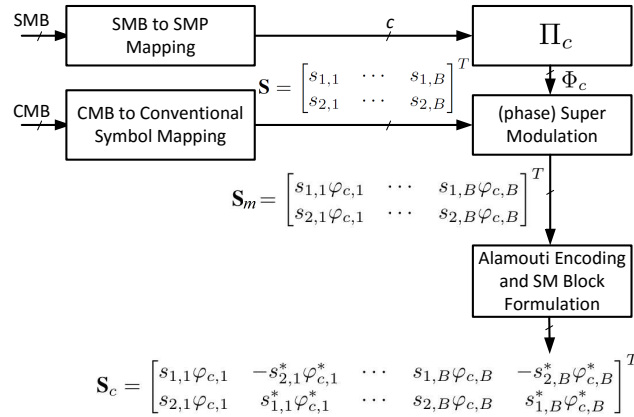 SMB
SMB to SMP
Mapping
c
Π_c
Φ_c
S = [s_{1,1} ⋯ s_{1,B}; s_{2,1} ⋯ s_{2,B}]^T
CMB
CMB to Conventional
Symbol Mapping
(phase) Super
Modulation
S_m = [s_{1,1}φ_{c,1} ⋯ s_{1,B}φ_{c,B}; s_{2,1}φ_{c,1} ⋯ s_{2,B}φ_{c,B}]^T
Alamouti Encoding
and SM Block
Formulation
S_c = [s_{1,1}φ_{c,1} −s*_{2,1}φ*_{c,1} ⋯ s_{1,B}φ_{c,B} −s*_{2,B}φ*_{c,B}; s_{2,1}φ_{c,1} s*_{1,1}φ*_{c,1} ⋯ s_{2,B}φ_{c,B} s*_{1,B}φ*_{c,B}]^T